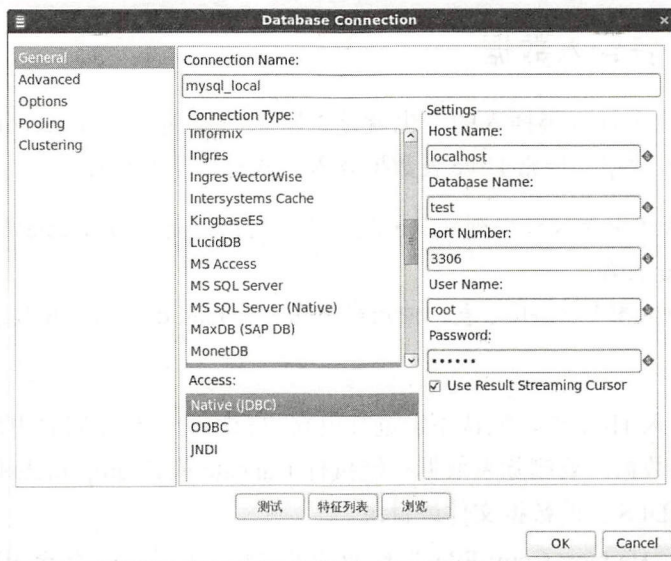 Database Connection
General
Advanced
Options
Pooling
Clustering
Connection Name:
mysql_local
Connection Type:
Informix
Ingres
Ingres VectorWise
Intersystems Cache
KingbaseES
LucidDB
MS Access
MS SQL Server
MS SQL Server (Native)
MaxDB (SAP DB)
MonetDB
Access:
Native (JDBC)
ODBC
JNDI
Settings
Host Name:
localhost
Database Name:
test
Port Number:
3306
User Name:
root
Password:
••••••
Use Result Streaming Cursor
测试
特征列表
浏览
OK
Cancel